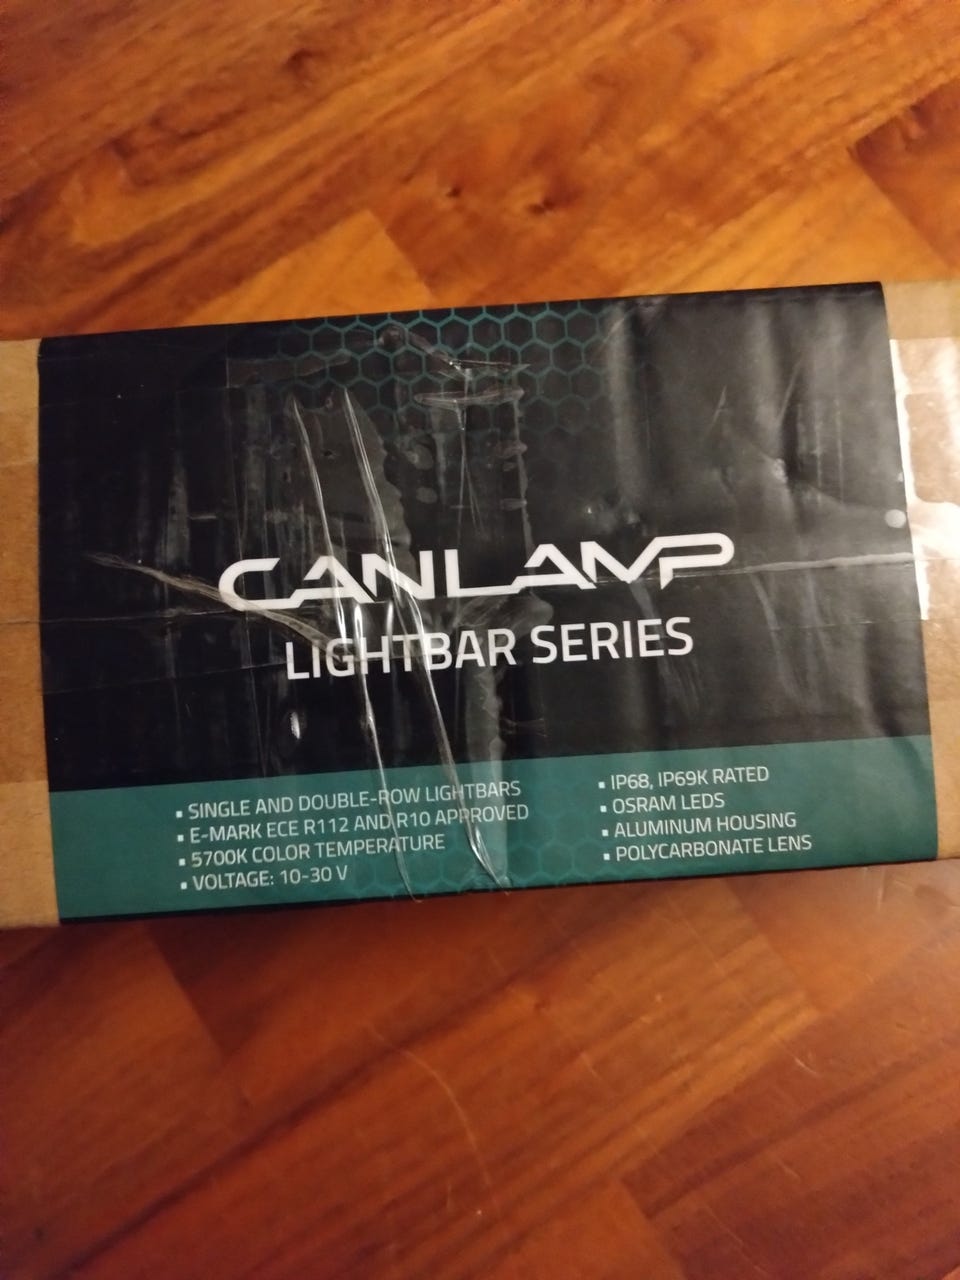 CANLAMP
LIGHTBAR SERIES
▪ SINGLE AND DOUBLE-ROW LIGHTBARS
▪ E-MARK ECE R112 AND R10 APPROVED
▪ 5700K COLOR TEMPERATURE
▪ VOLTAGE: 10-30 V
▪ IP68, IP69K RATED
▪ OSRAM LEDS
▪ ALUMINUM HOUSING
▪ POLYCARBONATE LENS